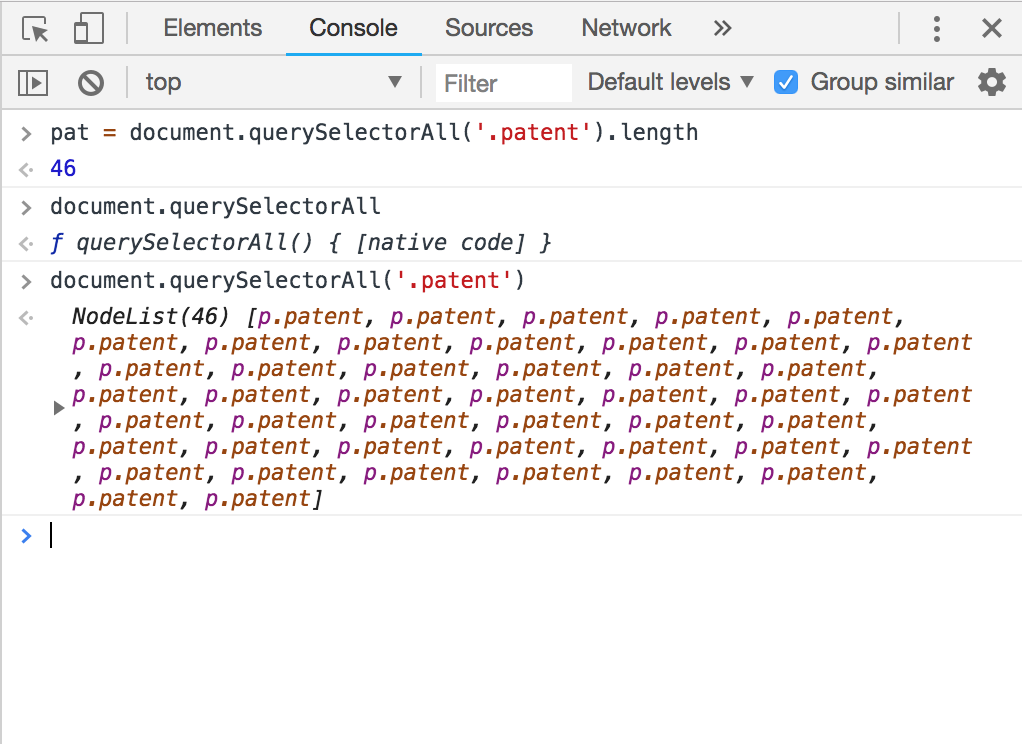 Elements Console Sources Network »
top ▼ Filter Default levels ▼ Group similar
> pat = document.querySelectorAll('.patent').length
46
> document.querySelectorAll
ƒ querySelectorAll() { [native code] }
> document.querySelectorAll('.patent')
NodeList(46) [p.patent, p.patent, p.patent, p.patent, p.patent,
p.patent, p.patent, p.patent, p.patent, p.patent, p.patent, p.patent
, p.patent, p.patent, p.patent, p.patent, p.patent, p.patent,
p.patent, p.patent, p.patent, p.patent, p.patent, p.patent, p.patent
, p.patent, p.patent, p.patent, p.patent, p.patent, p.patent,
p.patent, p.patent, p.patent, p.patent, p.patent, p.patent, p.patent
, p.patent, p.patent, p.patent, p.patent, p.patent, p.patent,
p.patent, p.patent]
>